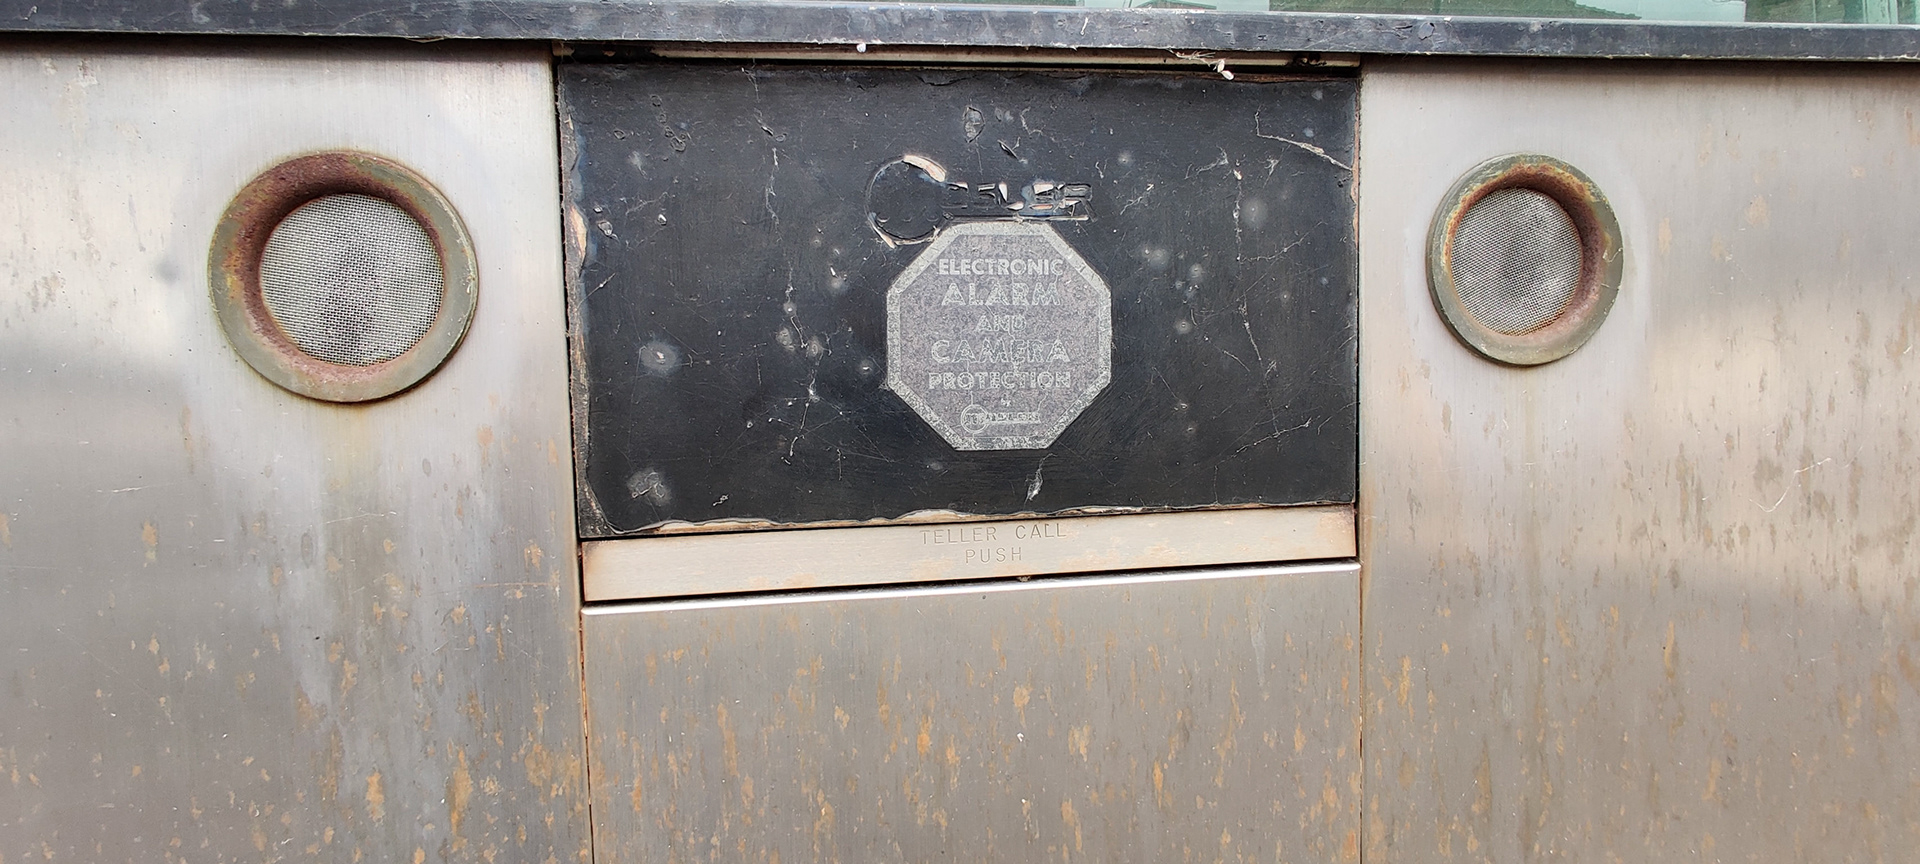 ELECTRONIC
ALARM
AND
CAMERA
PROTECTION
TELLER CALL
PUSH